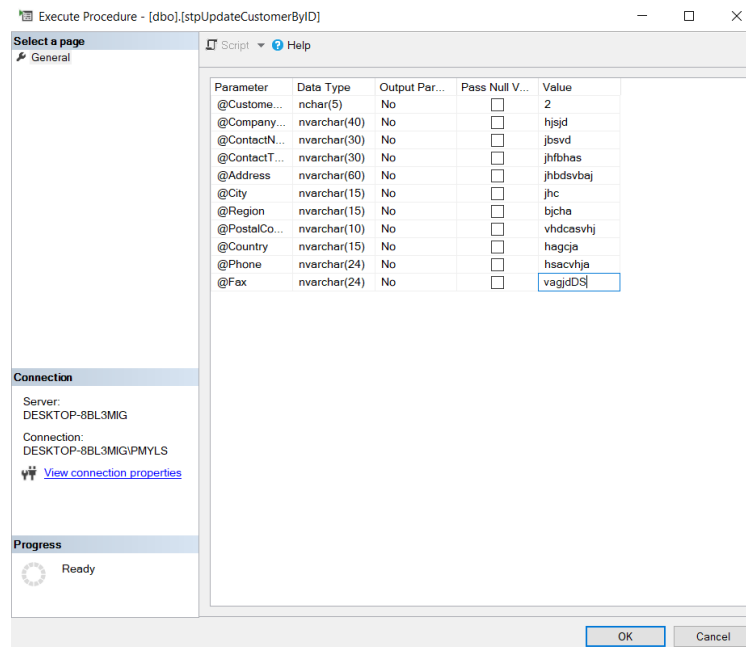 Execute Procedure - [dbo].[stpUpdateCustomerByID]
Select a page
General
Script Help
Parameter Data Type Output Par... Pass Null V... Value
@Custome... nchar(5) No 2
@Company... nvarchar(40) No hjsjd
@ContactN... nvarchar(30) No jbsvd
@ContactT... nvarchar(30) No jhfbhas
@Address nvarchar(60) No jhbdsvbaj
@City nvarchar(15) No jhc
@Region nvarchar(15) No bjcha
@PostalCo... nvarchar(10) No vhdcasvhj
@Country nvarchar(15) No hagcja
@Phone nvarchar(24) No hsacvhja
@Fax nvarchar(24) No vagjdDS
Connection
Server:
DESKTOP-8BL3MIG
Connection:
DESKTOP-8BL3MIG\PMYLS
View connection properties
Progress
Ready
OK Cancel